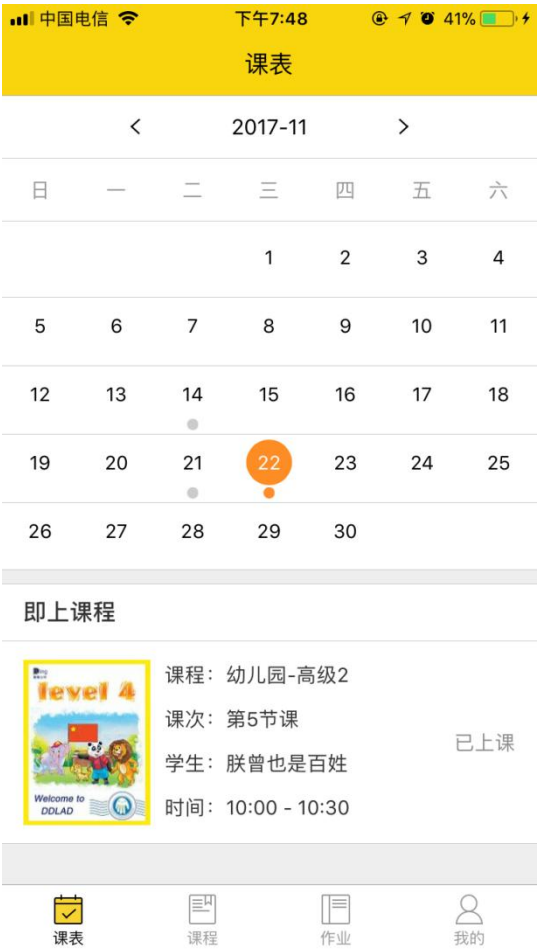 中国电信 下午7:48 41%
课表
< 2017-11 >
日 一 二 三 四 五 六
1 2 3 4
5 6 7 8 9 10 11
12 13 14 15 16 17 18
19 20 21 22 23 24 25
26 27 28 29 30
即上课程
level 4
Welcome to
DDLAD
课程：幼儿园-高级2
课次：第5节课
学生：朕曾也是百姓
时间：10:00 - 10:30
已上课
课表 课程 作业 我的